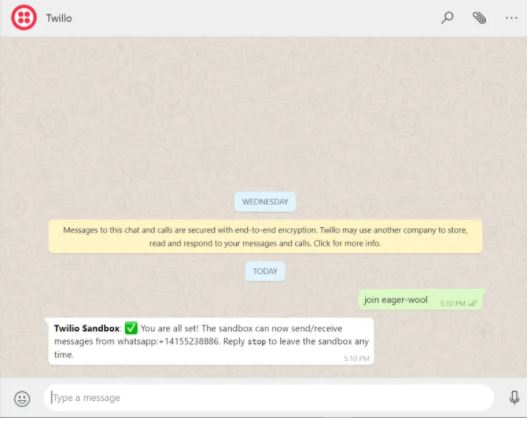 Twillo
WEDNESDAY
Messages to this chat and calls are secured with end-to-end encryption. Twillo may use another company to store,
read and respond to your messages and calls. Click for more info.
TODAY
join eager-wool 5:10 PM
Twilio Sandbox: ✅ You are all set! The sandbox can now send/receive
messages from whatsapp:+14155238886. Reply stop to leave the sandbox any
time. 5:10 PM
Type a message